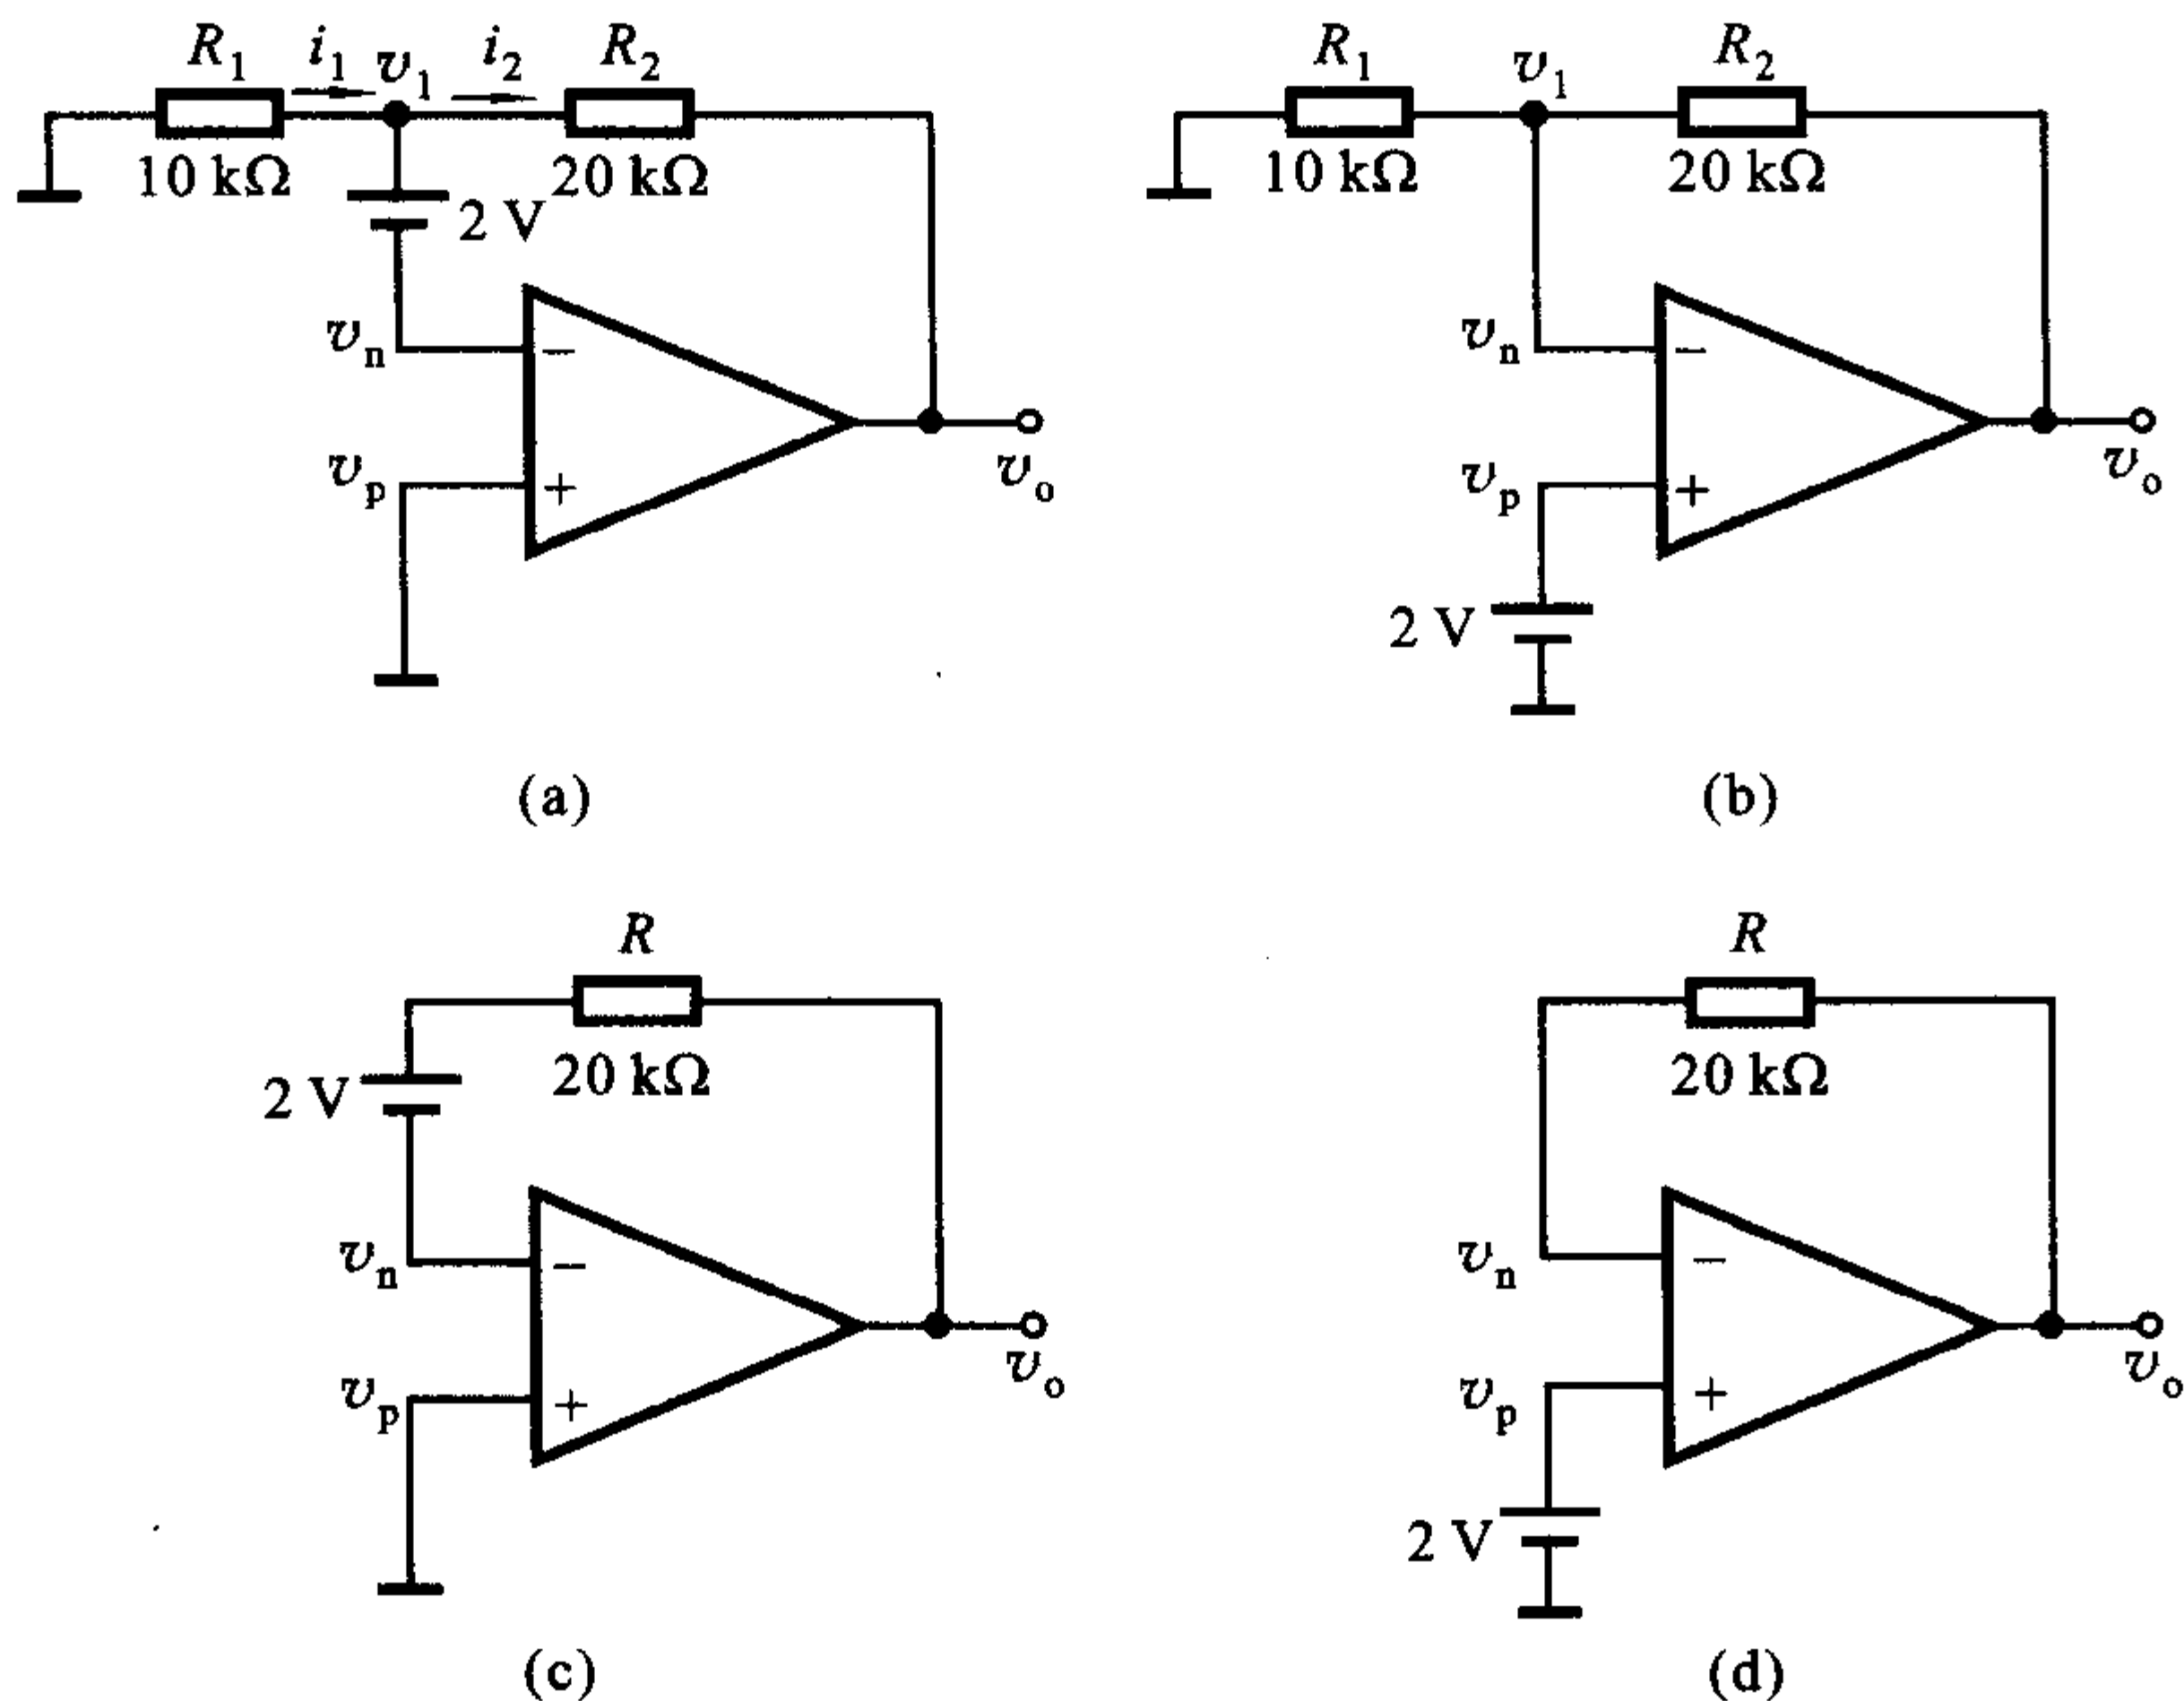 R1 i1 v1 i2 R2
10 kΩ 20 kΩ
2 V
vn
−
vp
+
vo
(a)
R1 v1 R2
10 kΩ 20 kΩ
vn
−
vp
+
vo
2 V
(b)
R
20 kΩ
2 V
vn
−
vp
+
vo
(c)
R
20 kΩ
vn
−
vp
+
vo
2 V
(d)